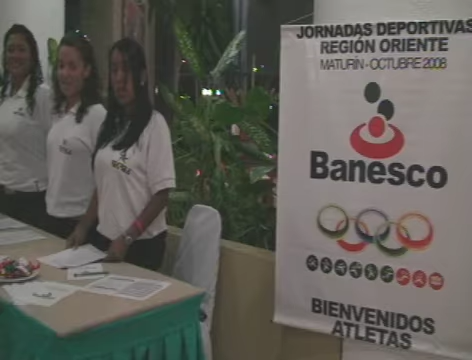 JORNADAS DEPORTIVAS
REGIÓN ORIENTE
MATURÍN - OCTUBRE 2008
Banesco
BIENVENIDOS
ATLETAS